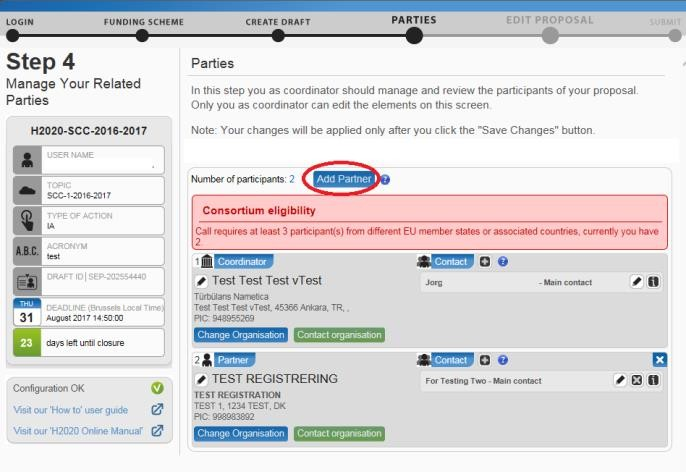 LOGIN FUNDING SCHEME CREATE DRAFT PARTIES EDIT PROPOSAL SUBMIT
Step 4
Manage Your Related
Parties
H2020-SCC-2016-2017
USER NAME
TOPIC
SCC-1-2016-2017
TYPE OF ACTION
IA
A.B.C.
ACRONYM
test
DRAFT ID SEP-202554440
THU
31
DEADLINE (Brussels Local Time)
August 2017 14:50:00
23 days left until closure
Configuration OK
Visit our 'How to' user guide
Visit our 'H2020 Online Manual'
Parties
In this step you as coordinator should manage and review the participants of your proposal.
Only you as coordinator can edit the elements on this screen.
Note: Your changes will be applied only after you click the "Save Changes" button.
Number of participants: 2 Add Partner ?
Consortium eligibility
Call requires at least 3 participant(s) from different EU member states or associated countries, currently you have
2
1 Coordinator
Test Test Test vTest
Türbülans Nametica
Test Test Test vTest, 45366 Ankara, TR, ,
PIC: 948955269
Change Organisation Contact organisation
Contact ?
Jorg - Main contact
2 Partner
TEST REGISTRERING
TEST REGISTRATION
TEST 1, 1234 TEST, DK
PIC: 998983892
Change Organisation Contact organisation
Contact ?
For Testing Two - Main contact